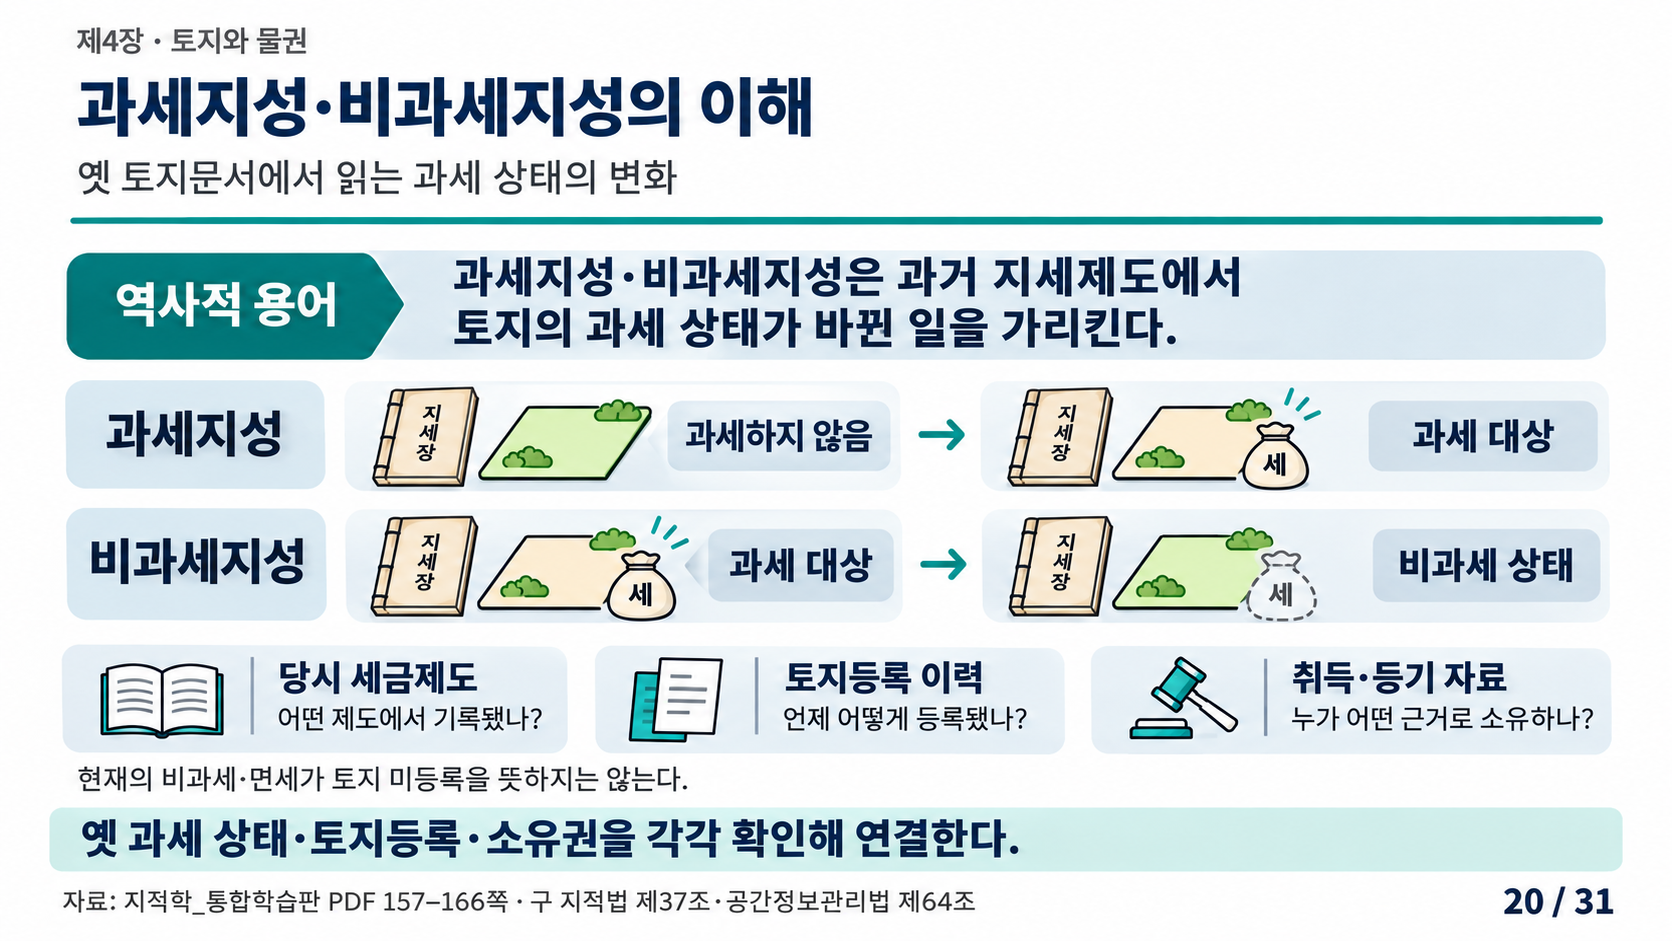 제4장 · 토지와 물권
과세지성·비과세지성의 이해
옛 토지문서에서 읽는 과세 상태의 변화
역사적 용어
과세지성·비과세지성은 과거 지세제도에서
토지의 과세 상태가 바뀐 일을 가리킨다.
과세지성
지세장
과세하지 않음
→
지세장
세
과세 대상
비과세지성
지세장
세
과세 대상
→
지세장
세
비과세 상태
당시 세금제도
어떤 제도에서 기록됐나?
토지등록 이력
언제 어떻게 등록됐나?
취득·등기 자료
누가 어떤 근거로 소유하나?
현재의 비과세·면세가 토지 미등록을 뜻하지는 않는다.
옛 과세 상태·토지등록·소유권을 각각 확인해 연결한다.
자료: 지적학_통합학습판 PDF 157–166쪽 · 구 지적법 제37조·공간정보관리법 제64조
20 / 31